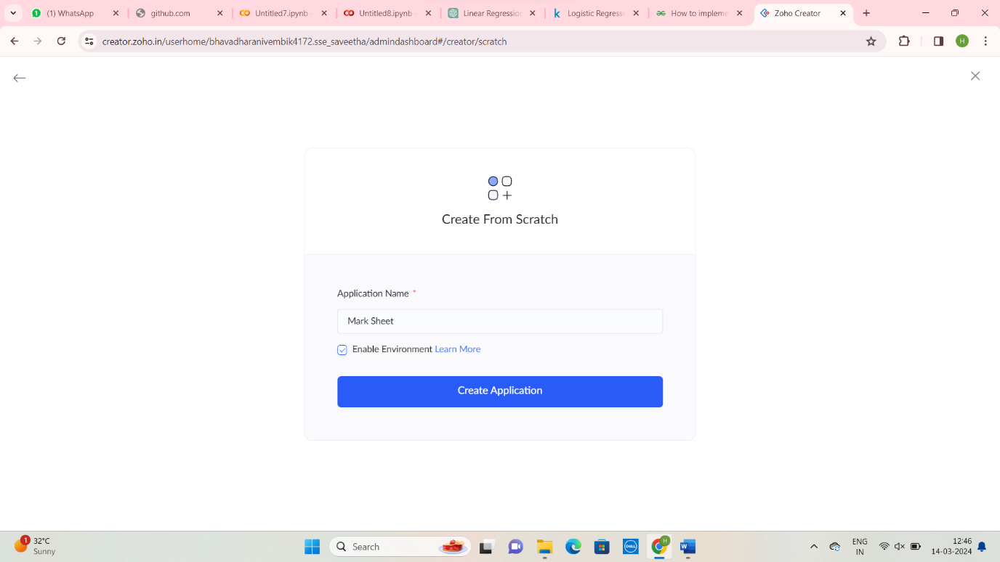 (1) WhatsApp
github.com
Untitled7.ipynb
Untitled8.ipynb
Linear Regressio
Logistic Regressi
How to impleme
Zoho Creator
creator.zoho.in/userhome/bhavadharanivembik4172.sse_saveetha/admindashboard#/creator/scratch
H
Create From Scratch
Application Name *
Mark Sheet
Enable Environment Learn More
Create Application
1
32°C
Sunny
Search
DELL
H
W
ENG
IN
12:46
14-03-2024